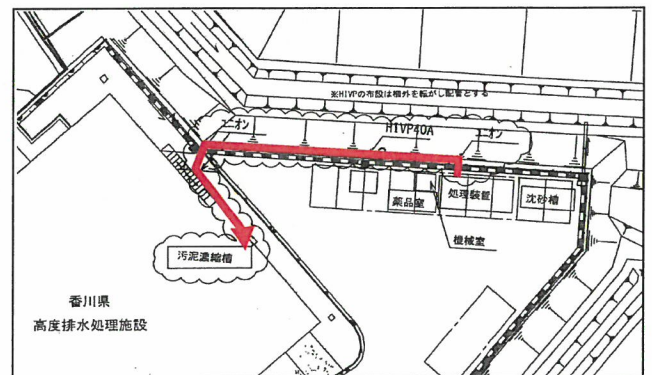 ※HIVPの布設は柵外を転がし配管とする
ユニオン
HIVP40A
ユニオン
薬品室
処理装置
沈砂槽
機械室
汚泥濃縮槽
香川県
高度排水処理施設